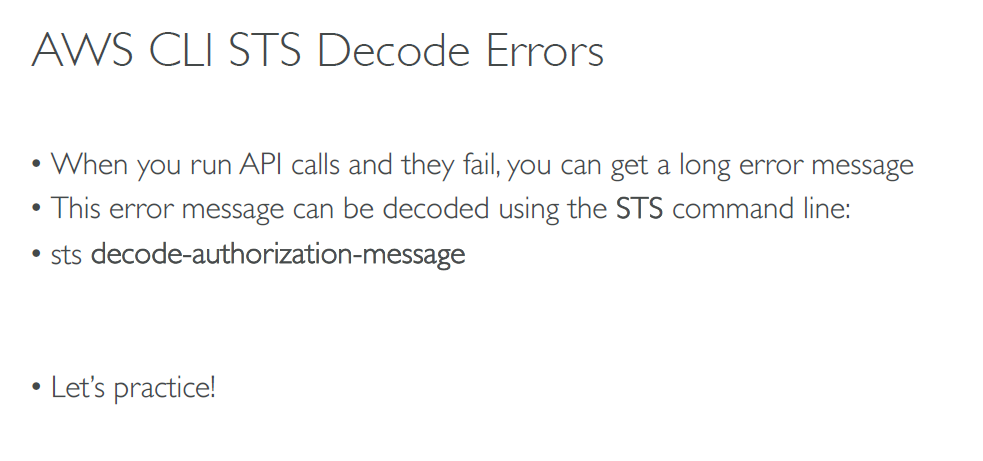 AWS CLI STS Decode Errors
• When you run API calls and they fail, you can get a long error message
• This error message can be decoded using the STS command line:
• sts decode-authorization-message
• Let's practice!